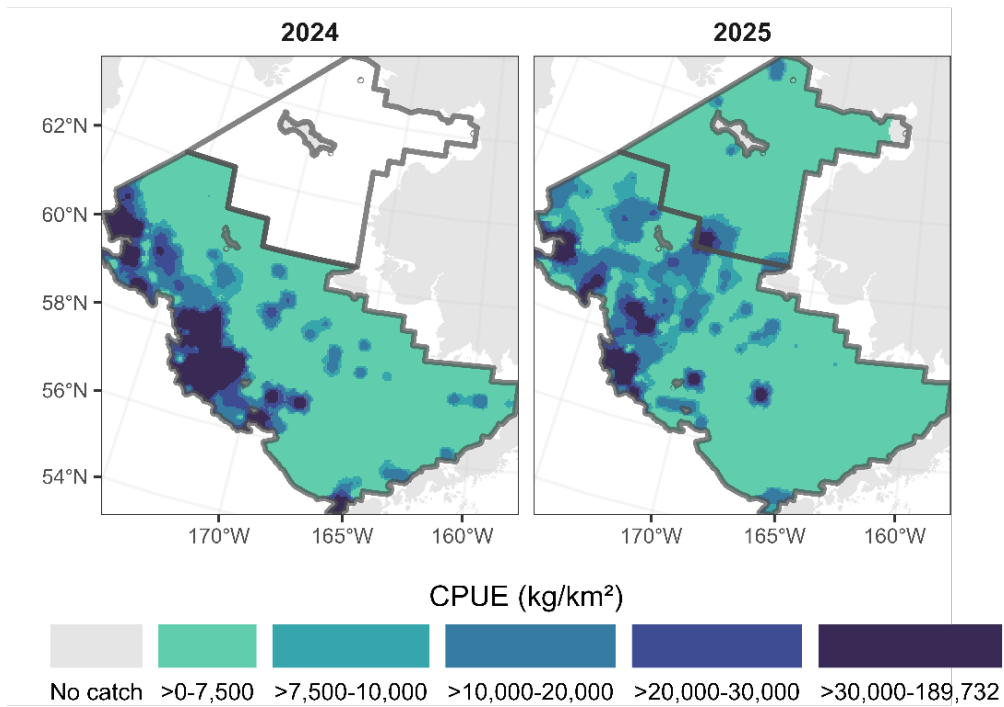 2024
2025
62°N
60°N
58°N
56°N
54°N
170°W
165°W
160°W
170°W
165°W
160°W
CPUE (kg/km²)
No catch
>0-7,500
>7,500-10,000
>10,000-20,000
>20,000-30,000
>30,000-189,732